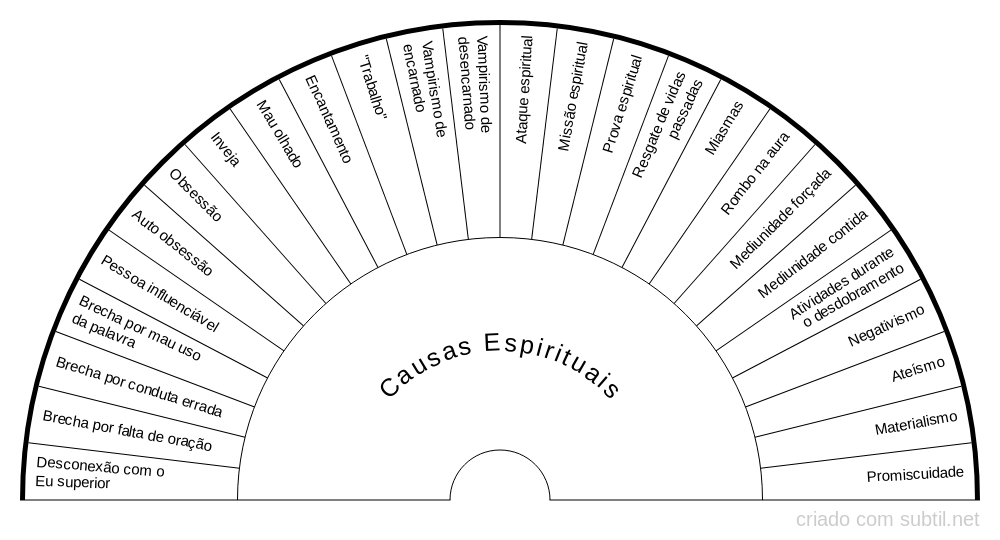 Desconexão com o
Eu superior
Brecha por falta de oração
Brecha por conduta errada
Brecha por mau uso
da palavra
Pessoa influenciável
Auto obsessão
Obsessão
Inveja
Mau olhado
Encantamento
"Trabalho"
Vampirismo de
encarnado
Vampirismo de
desencarnado
Ataque espiritual
Missão espiritual
Prova espiritual
Resgate de vidas
passadas
Miasmas
Rombo na aura
Mediunidade forçada
Mediunidade contida
Atividades durante
o desdobramento
Negativismo
Ateísmo
Materialismo
Promiscuidade
Causas Espirituais
criado com subtil.net